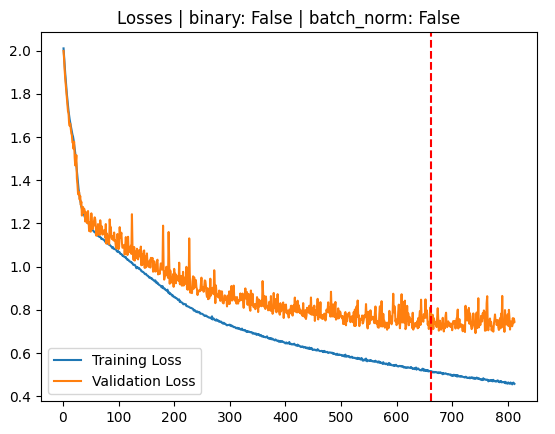 Losses | binary: False | batch_norm: False
2.0
1.8
1.6
1.4
1.2
1.0
0.8
0.6
0.4
Training Loss
Validation Loss
0 100 200 300 400 500 600 700 800